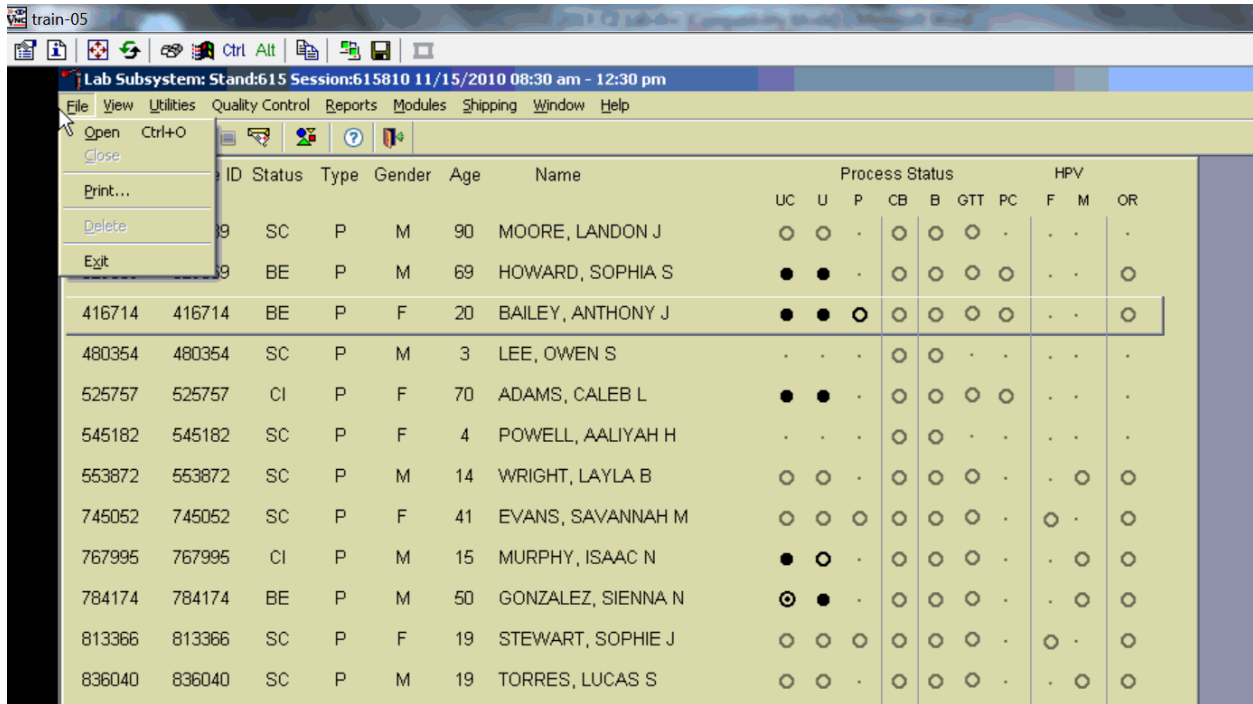 train-05
Ctrl Alt
Lab Subsystem: Stand:615 Session:615810 11/15/2010 08:30 am - 12:30 pm
File View Utilities Quality Control Reports Modules Shipping Window Help
Open Ctrl+O
Close
Print...
Delete
Exit
ID Status Type Gender Age Name Process Status HPV
UC U P CB B GTT PC F M OR
SC P M 90 MOORE, LANDON J
BE P M 69 HOWARD, SOPHIA S
416714 416714 BE P F 20 BAILEY, ANTHONY J
480354 480354 SC P M 3 LEE, OWEN S
525757 525757 CI P F 70 ADAMS, CALEB L
545182 545182 SC P F 4 POWELL, AALIYAH H
553872 553872 SC P M 14 WRIGHT, LAYLA B
745052 745052 SC P F 41 EVANS, SAVANNAH M
767995 767995 CI P M 15 MURPHY, ISAAC N
784174 784174 BE P M 50 GONZALEZ, SIENNA N
813366 813366 SC P F 19 STEWART, SOPHIE J
836040 836040 SC P M 19 TORRES, LUCAS S